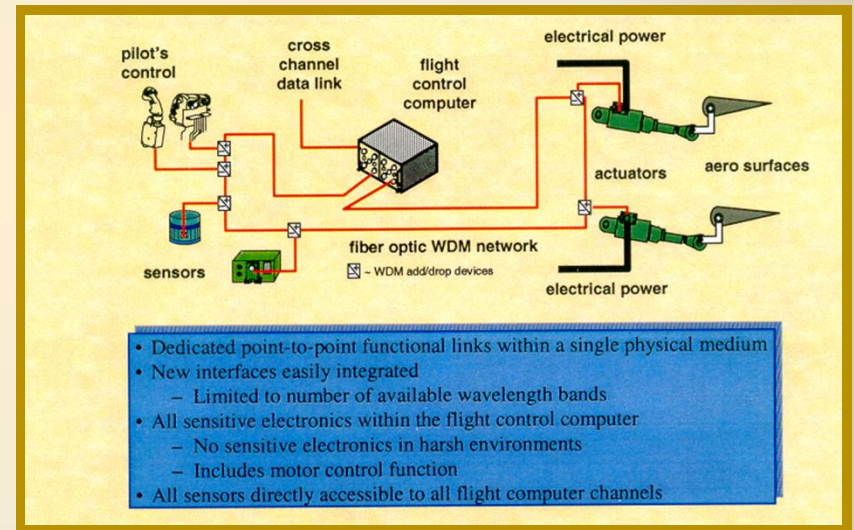 electrical power
pilot's
control
cross
channel
data link
flight
control
computer
actuators
aero surfaces
sensors
fiber optic WDM network
~ WDM add/drop devices
electrical power
• Dedicated point-to-point functional links within a single physical medium
• New interfaces easily integrated
– Limited to number of available wavelength bands
• All sensitive electronics within the flight control computer
– No sensitive electronics in harsh environments
– Includes motor control function
• All sensors directly accessible to all flight computer channels